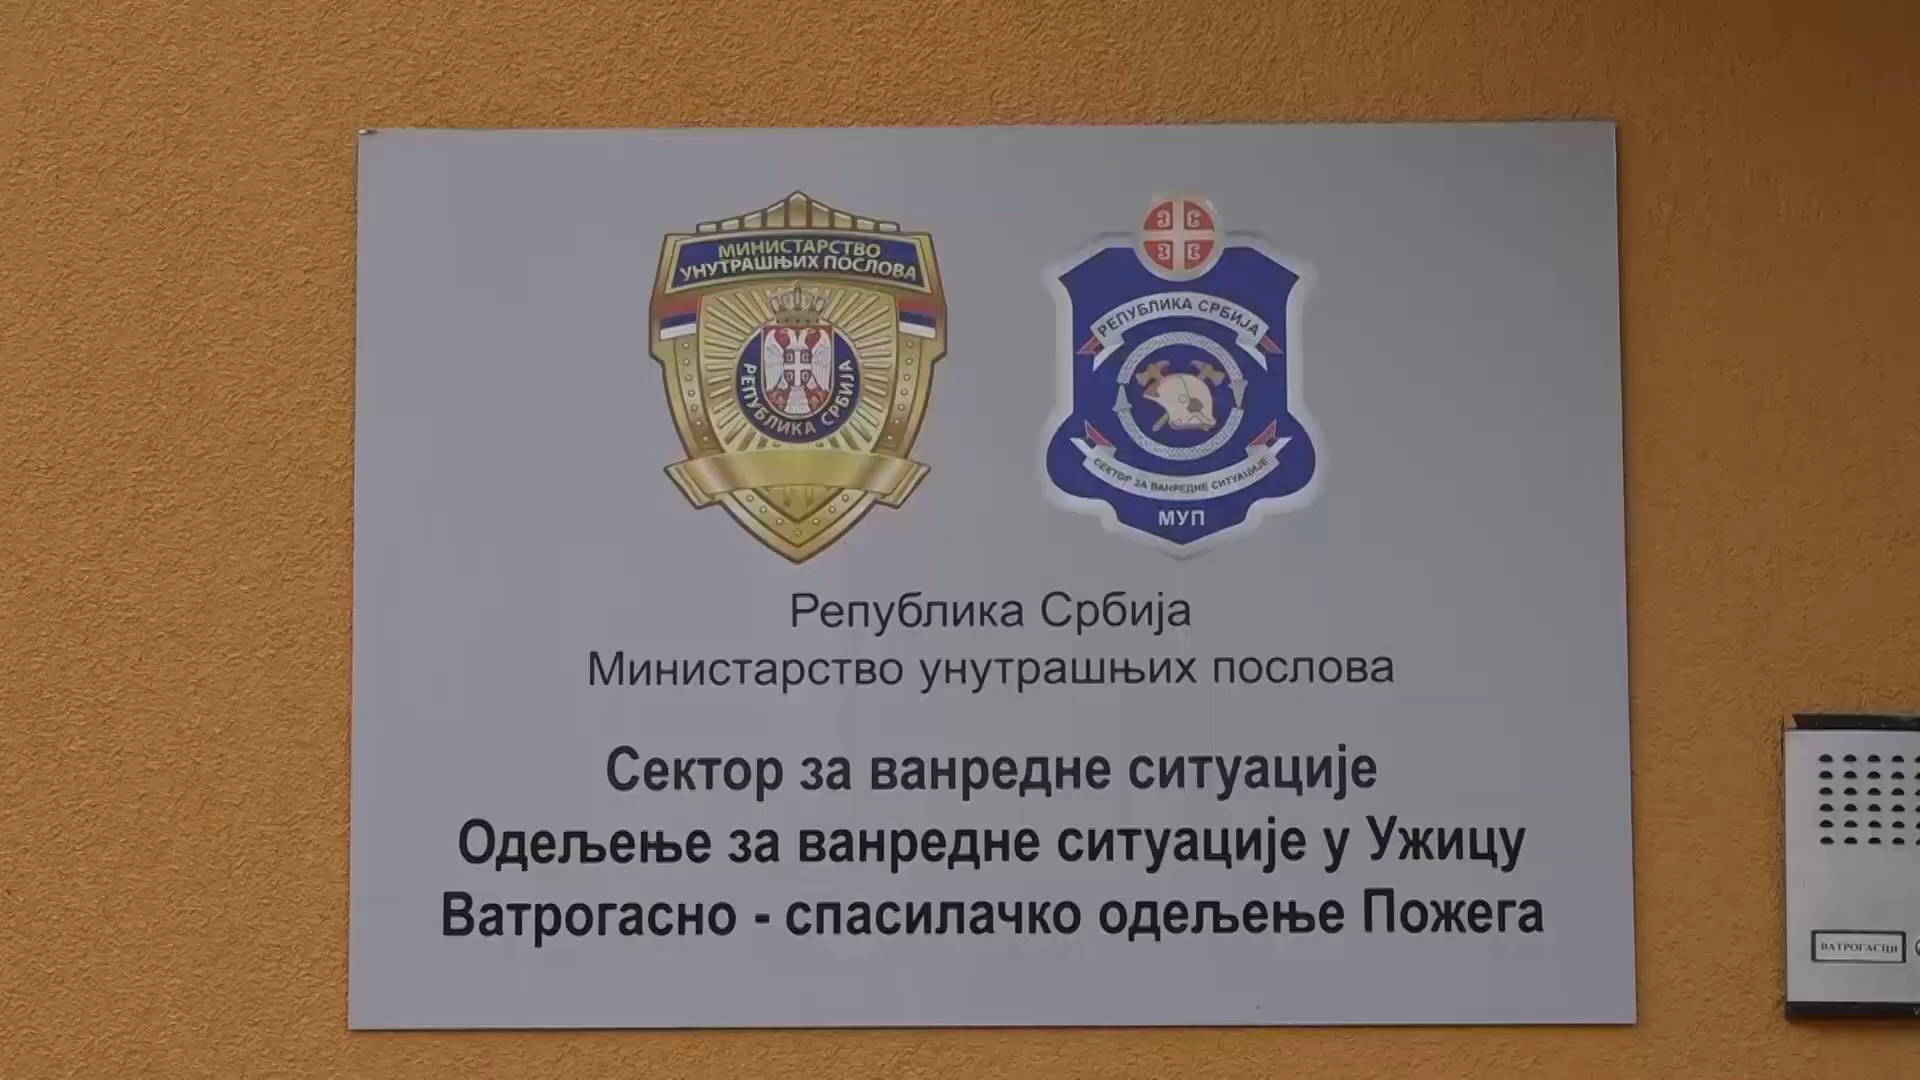 МИНИСТАРСТВО
УНУТРАШЊИХ ПОСЛОВА
РЕПУБЛИКА СРБИЈА
РЕПУБЛИКА СРБИЈА
СЕКТОР ЗА ВАНРЕДНЕ СИТУАЦИЈЕ
МУП
Република Србија
Министарство унутрашњих послова
Сектор за ванредне ситуације
Одељење за ванредне ситуације у Ужицу
Ватрогасно - спасилачко одељење Пожега
ВАТРОГАСЦИ